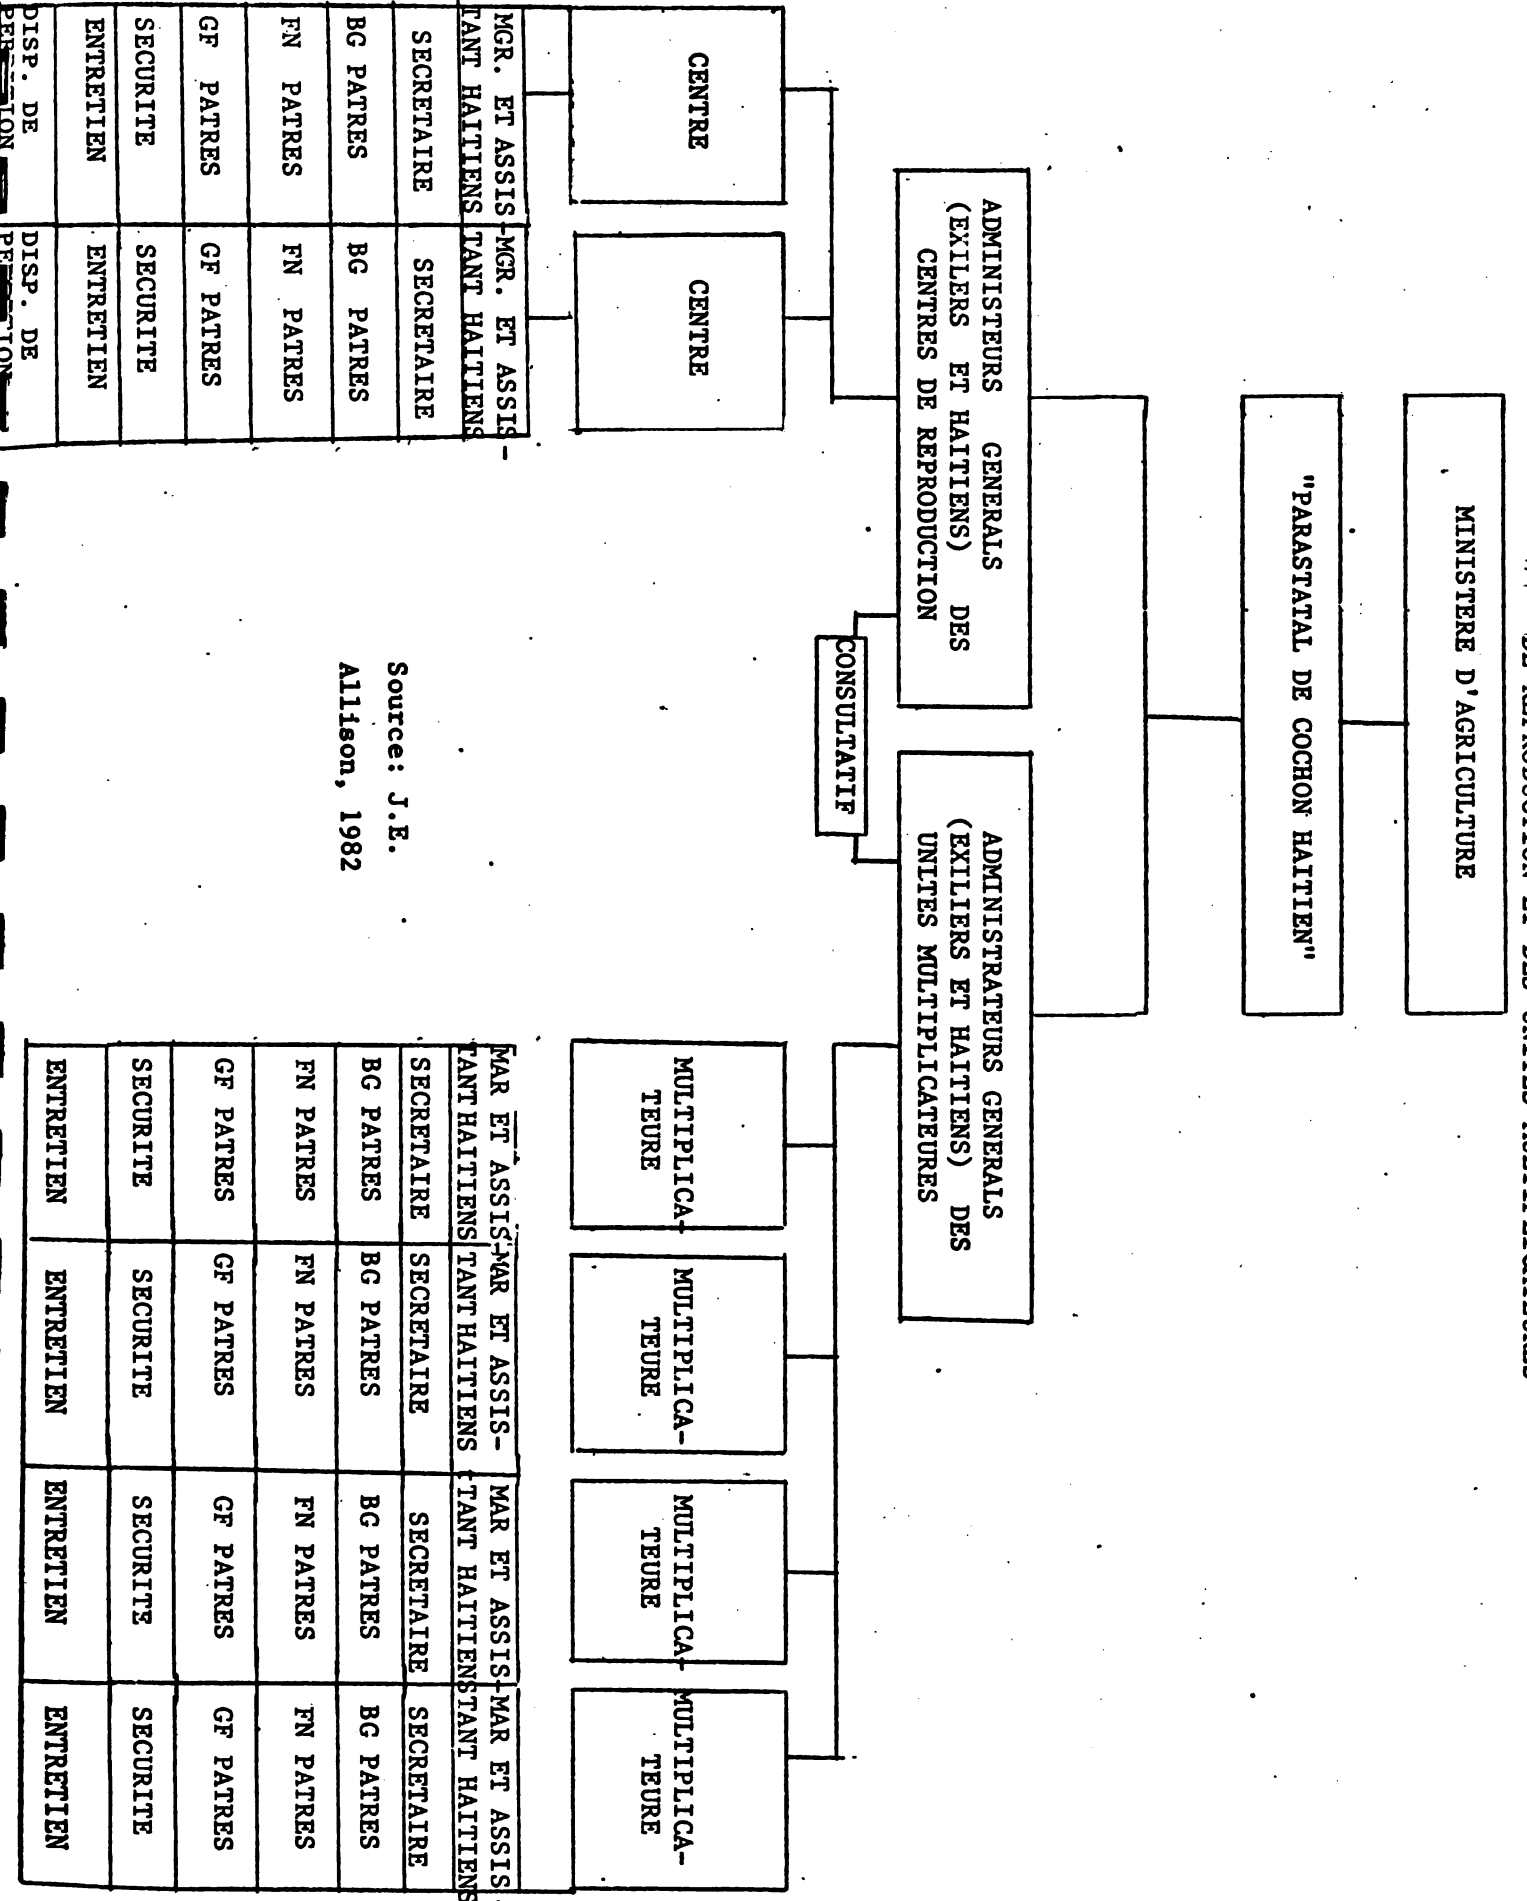 DE REPRODUCTION ET DES UNITES MULTIPLICATEURES
MINISTERE D'AGRICULTURE
"PARASTATAL DE COCHON HAITIEN"
ADMINISTEURS GENERALS
(EXILERS ET HAITIENS) DES
CENTRES DE REPRODUCTION
ADMINISTRATEURS GENERALS
(EXILIERS ET HAITIENS) DES
UNITES MULTIPLICATEURES
CONSULTATIF
CENTRE
CENTRE
MULTIPLICA-
TEURE
MULTIPLICA-
TEURE
MULTIPLICA-
TEURE
MULTIPLICA-
TEURE
MGR. ET ASSIS-
TANT HAITIENS
SECRETAIRE
BG PATRES
FN PATRES
GF PATRES
SECURITE
ENTRETIEN
DISP. DE
MGR. ET ASSIS-
TANT HAITIENS
SECRETAIRE
BG PATRES
FN PATRES
GF PATRES
SECURITE
ENTRETIEN
DISP. DE
Source: J.E.
Allison, 1982
MAR ET ASSIS-
TANT HAITIENS
SECRETAIRE
BG PATRES
FN PATRES
GF PATRES
SECURITE
ENTRETIEN
MAR ET ASSIS-
TANT HAITIENS
SECRETAIRE
BG PATRES
FN PATRES
GF PATRES
SECURITE
ENTRETIEN
MAR ET ASSIS-
TANT HAITIENS
SECRETAIRE
BG PATRES
FN PATRES
GF PATRES
SECURITE
ENTRETIEN
MAR ET ASSIS
TANT HAITIENS
SECRETAIRE
BG PATRES
FN PATRES
GF PATRES
SECURITE
ENTRETIEN